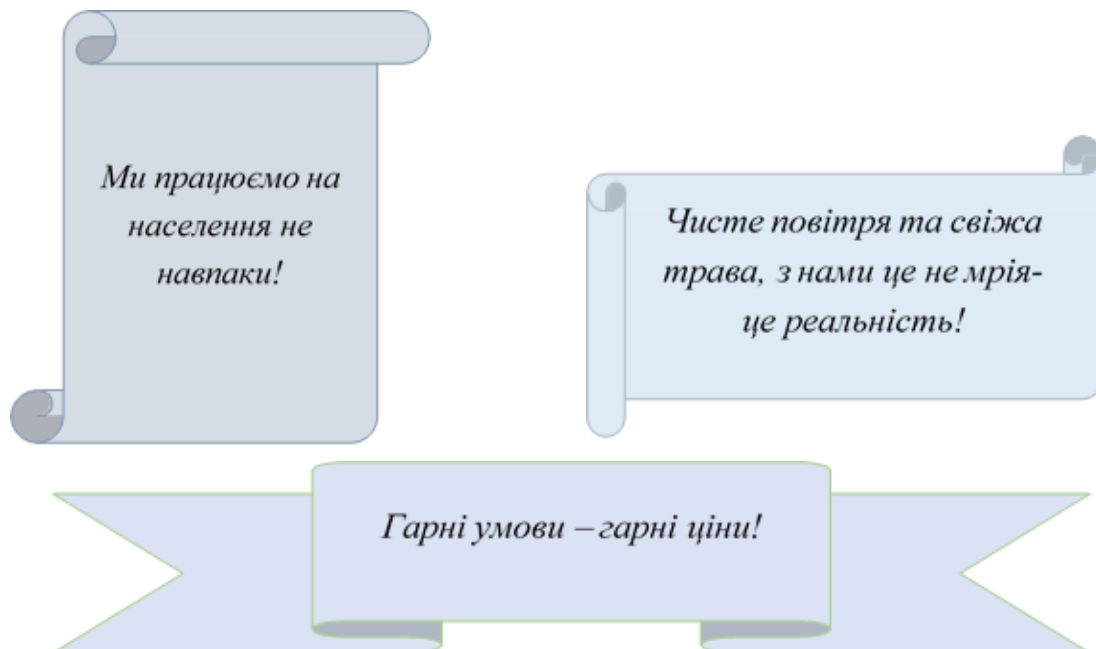 Ми працюємо на
населення не
навпаки!
Чисте повітря та свіжа
трава, з нами це не мрія-
це реальність!
Гарні умови – гарні ціни!